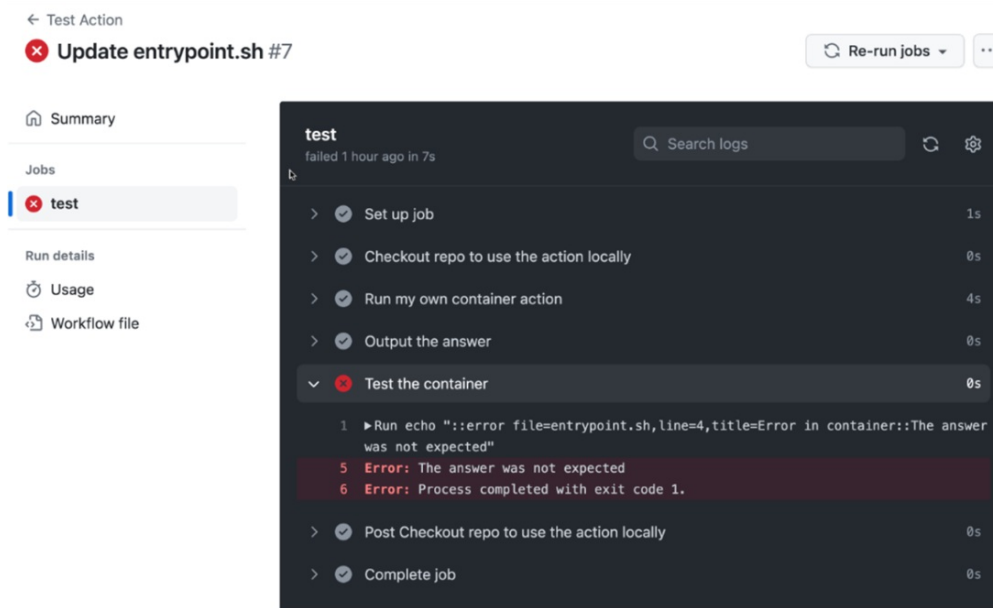 ← Test Action
Update entrypoint.sh #7
Re-run jobs
Summary
Jobs
test
Run details
Usage
Workflow file
test
failed 1 hour ago in 7s
Search logs
Set up job 1s
Checkout repo to use the action locally 0s
Run my own container action 4s
Output the answer 0s
Test the container 0s
1 ▶Run echo "::error file=entrypoint.sh,line=4,title=Error in container::The answer
was not expected"
5 Error: The answer was not expected
6 Error: Process completed with exit code 1.
Post Checkout repo to use the action locally 0s
Complete job 0s